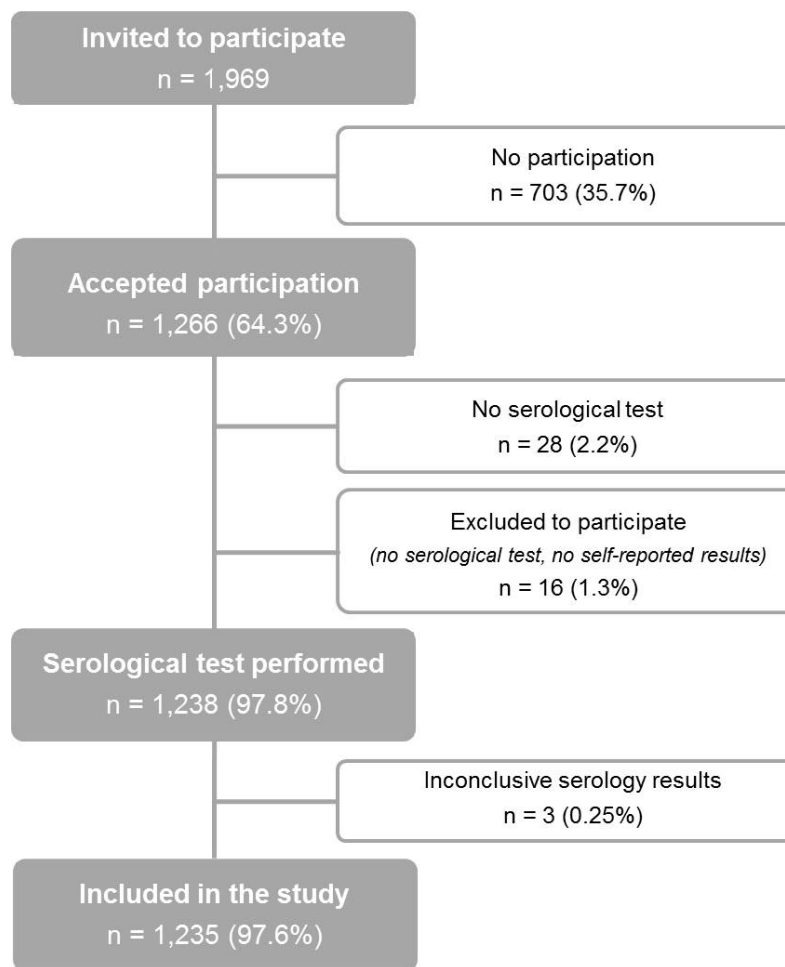 Invited to participate
n = 1,969
No participation
n = 703 (35.7%)
Accepted participation
n = 1,266 (64.3%)
No serological test
n = 28 (2.2%)
Excluded to participate
(no serological test, no self-reported results)
n = 16 (1.3%)
Serological test performed
n = 1,238 (97.8%)
Inconclusive serology results
n = 3 (0.25%)
Included in the study
n = 1,235 (97.6%)